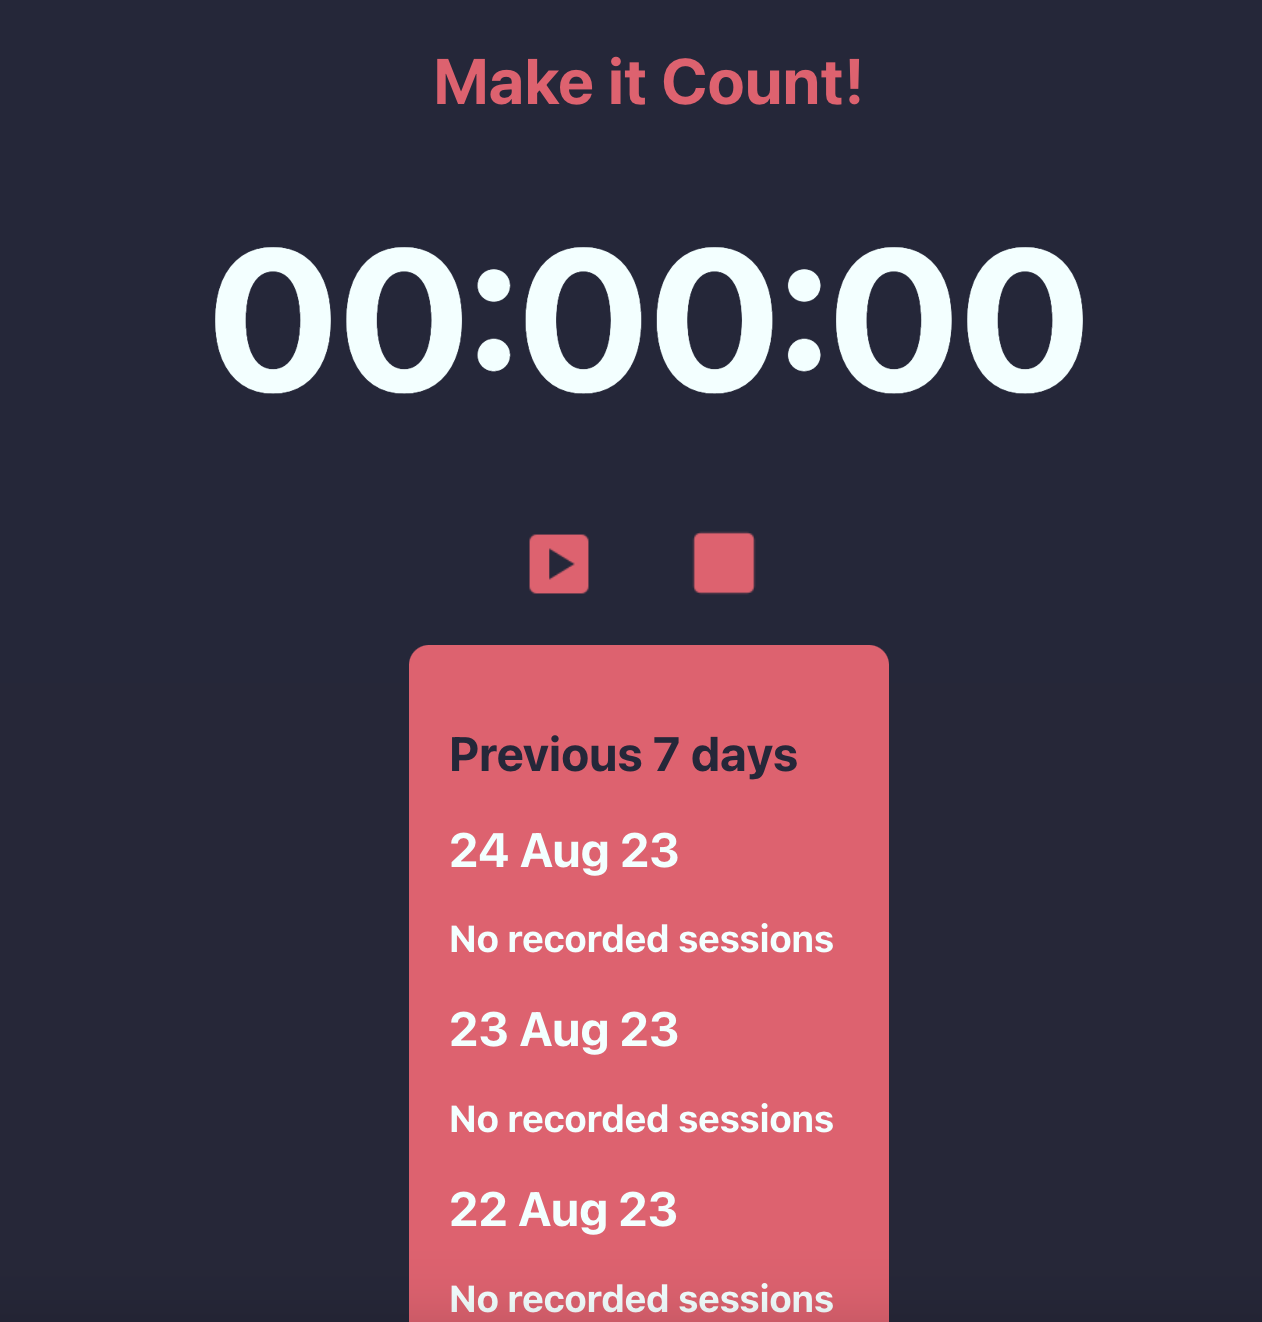 Make it Count!
00:00:00
Previous 7 days
24 Aug 23
No recorded sessions
23 Aug 23
No recorded sessions
22 Aug 23
No recorded sessions